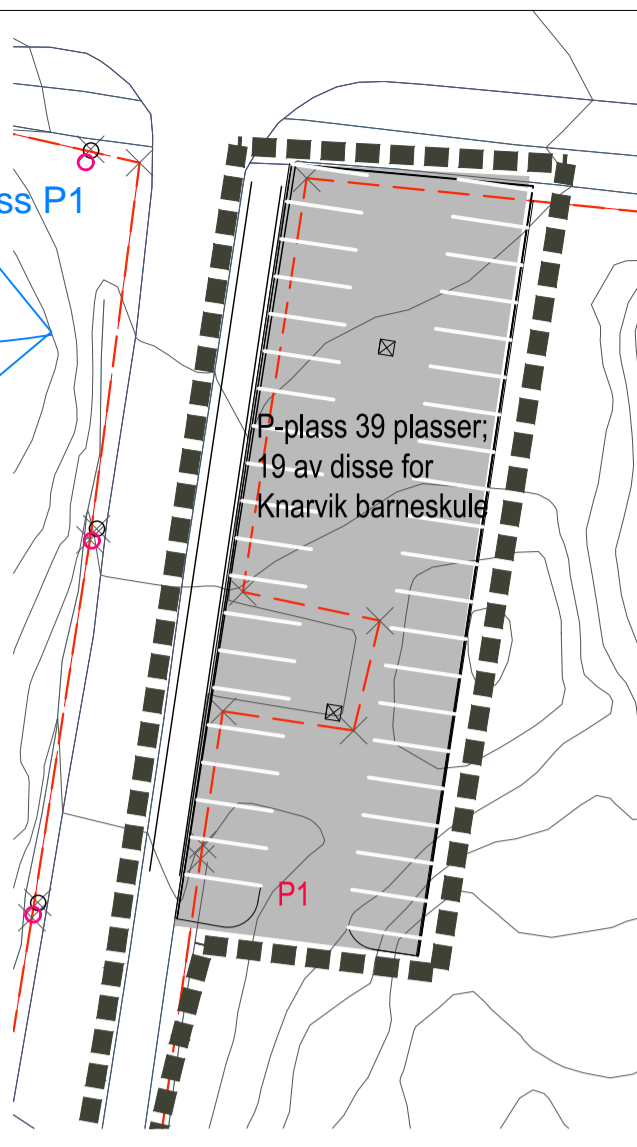 ss P1
P-plass 39 plasser;
19 av disse for
Knarvik barneskule
P1